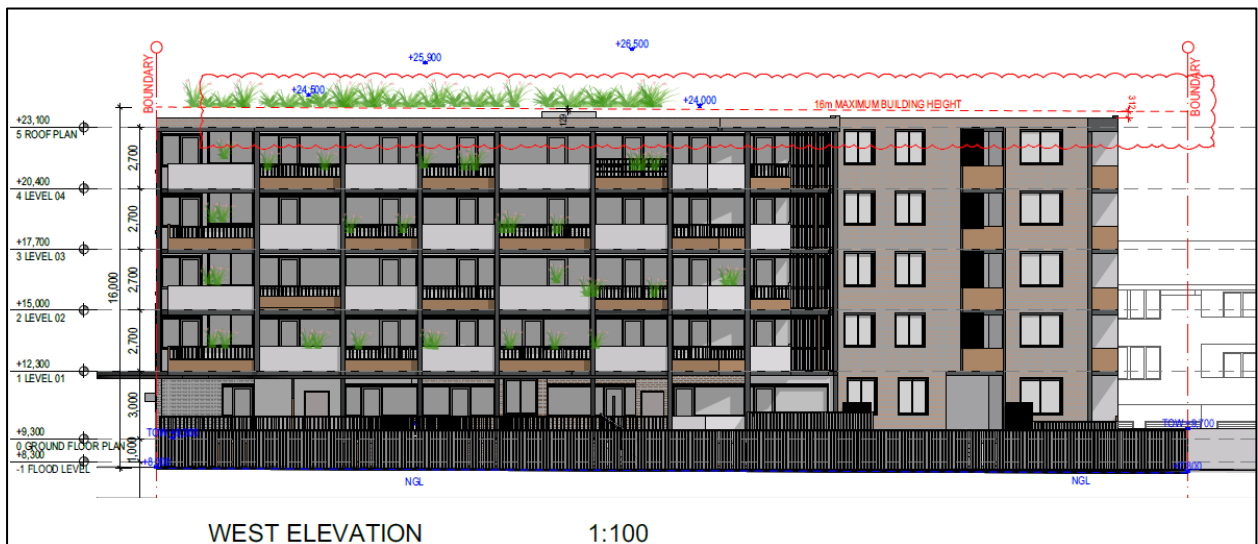 +26,500
+25,900
BOUNDARY
BOUNDARY
+24,500
+24,000
16m MAXIMUM BUILDING HEIGHT
312
129
+23,100
5 ROOF PLAN
2,700
+20,400
4 LEVEL 04
2,700
+17,700
3 LEVEL 03
16,000
2,700
+15,000
2 LEVEL 02
2,700
+12,300
1 LEVEL 01
3,000
+9,300
0 GROUND FLOOR PLAN
1,000
+8,300
-1 FLOOD LEVEL
NGL
NGL
WEST ELEVATION 1:100